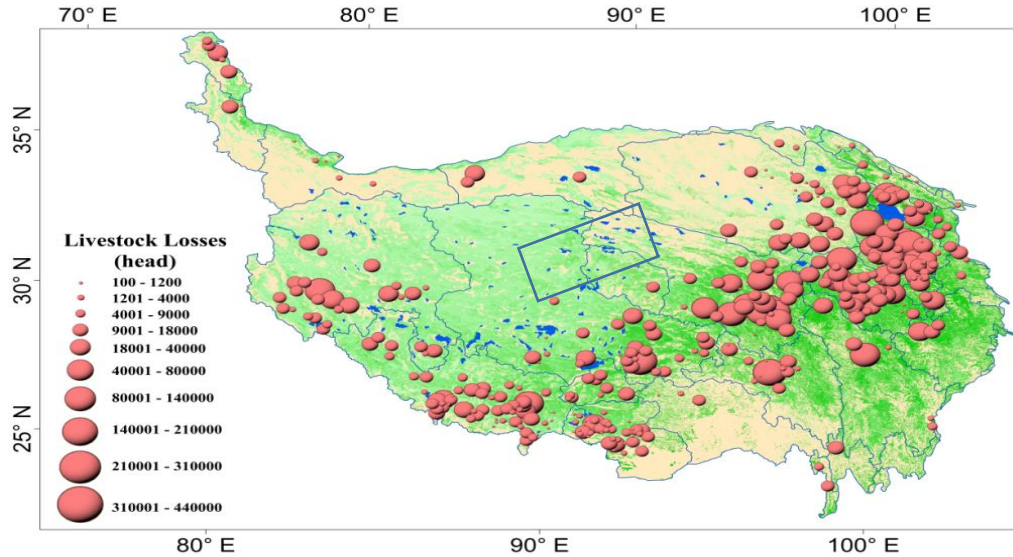 70° E 80° E 90° E 100° E
35° N
30° N
25° N
Livestock Losses
(head)
100 - 1200
1201 - 4000
4001 - 9000
9001 - 18000
18001 - 40000
40001 - 80000
80001 - 140000
140001 - 210000
210001 - 310000
310001 - 440000
80° E 90° E 100° E